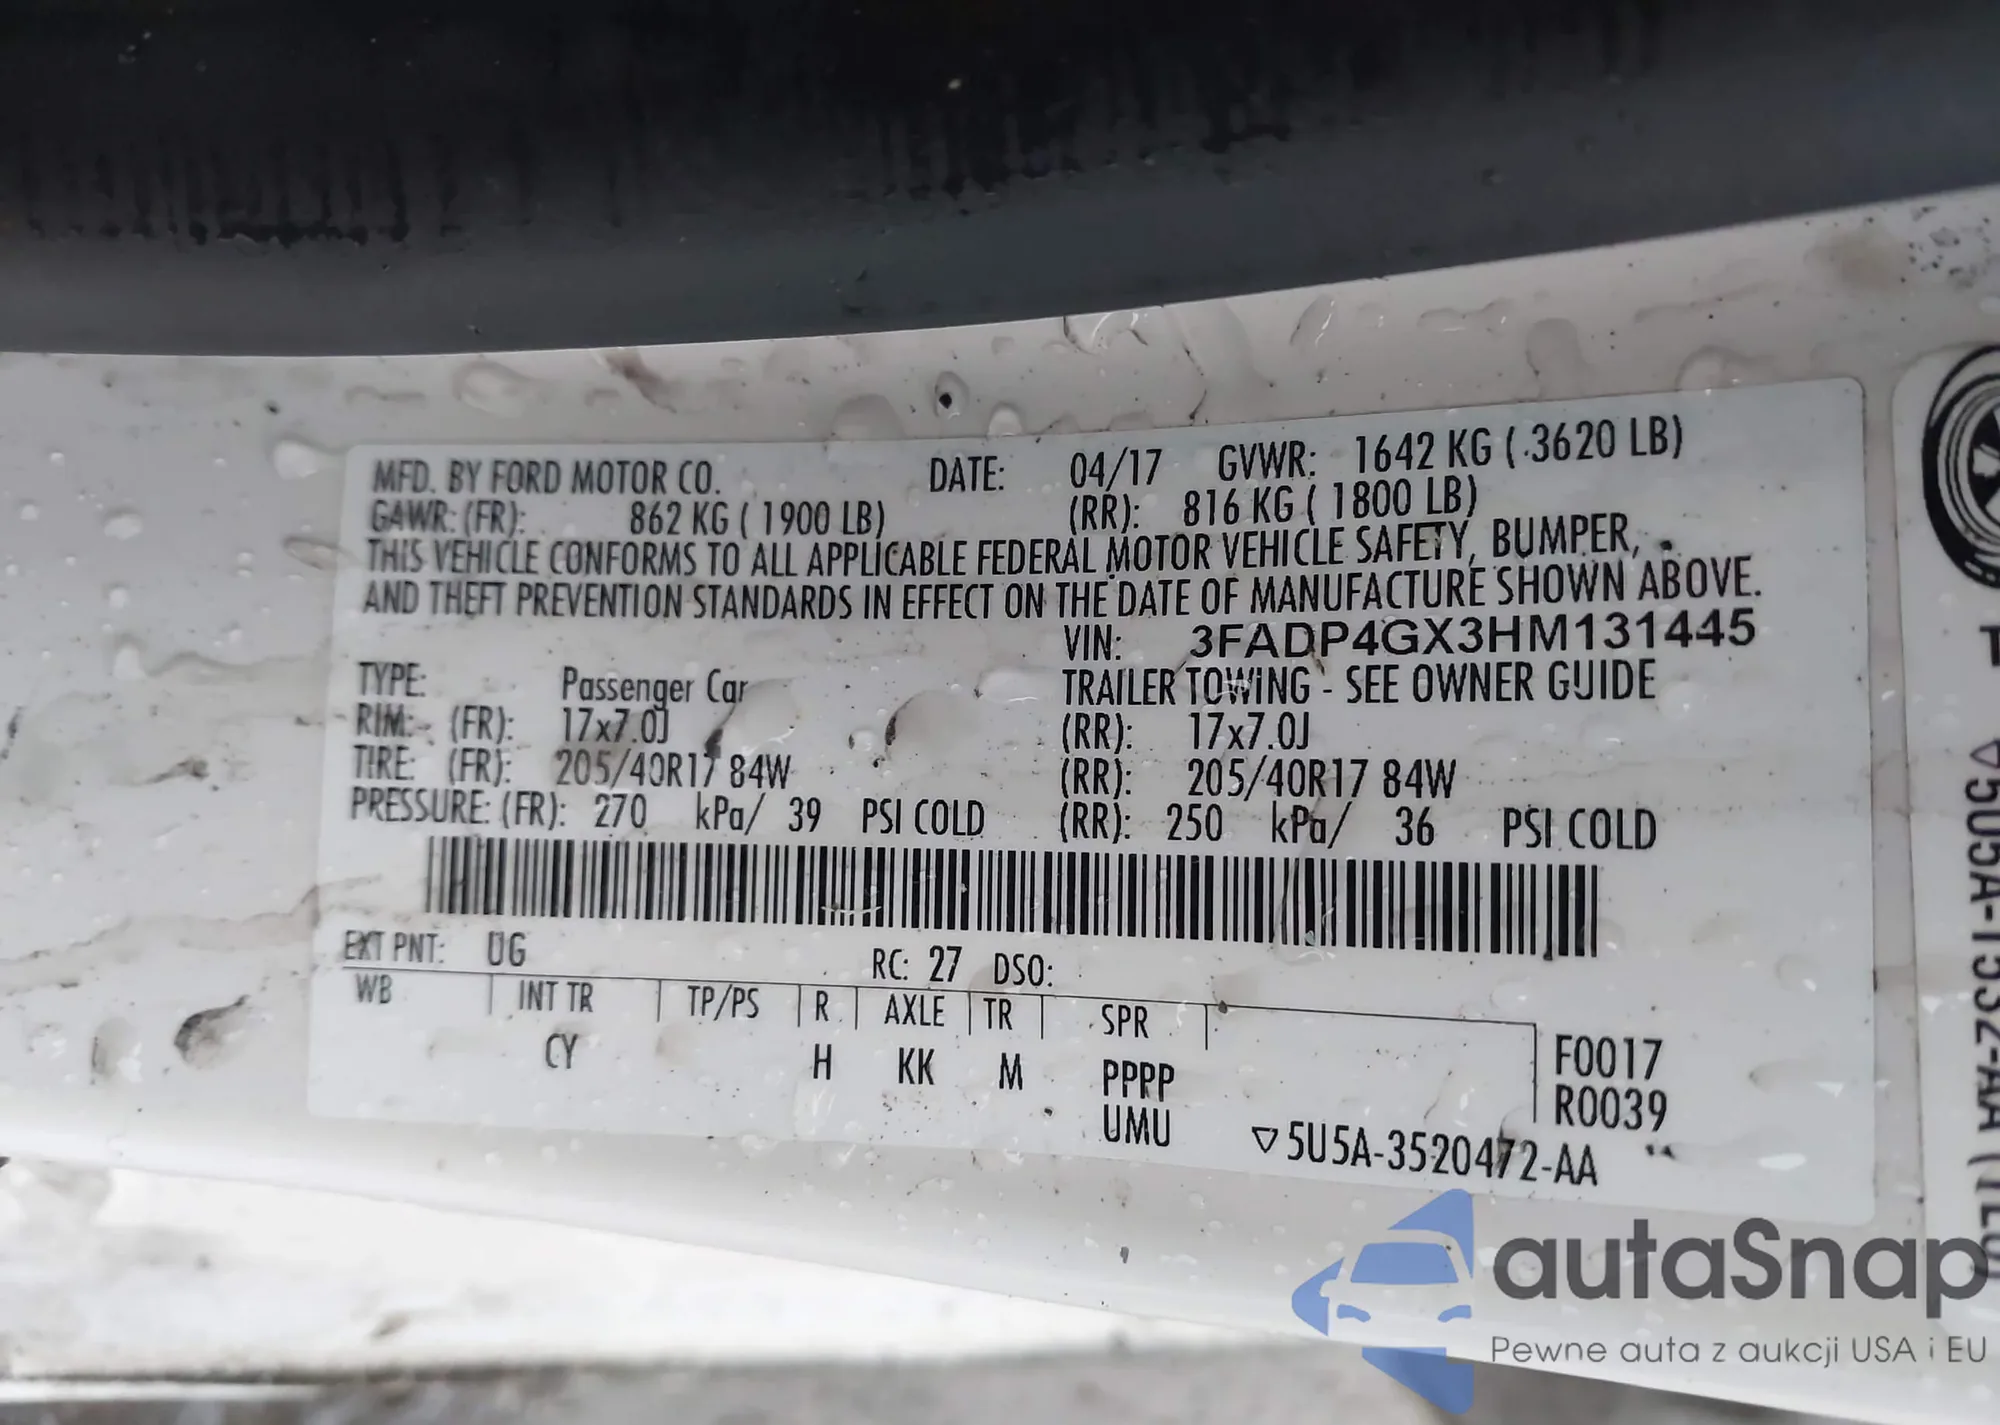 MFD. BY FORD MOTOR CO. DATE: 04/17 GVWR: 1642 KG ( 3620 LB)
GAWR: (FR): 862 KG ( 1900 LB) (RR): 816 KG ( 1800 LB)
THIS VEHICLE CONFORMS TO ALL APPLICABLE FEDERAL MOTOR VEHICLE SAFETY, BUMPER,
AND THEFT PREVENTION STANDARDS IN EFFECT ON THE DATE OF MANUFACTURE SHOWN ABOVE.
VIN: 3FADP4GX3HM131445
TYPE: Passenger Car TRAILER TOWING - SEE OWNER GUIDE
RIM: (FR): 17x7.0J (RR): 17x7.0J
TIRE: (FR): 205/40R17 84W (RR): 205/40R17 84W
PRESSURE: (FR): 270 kPa/ 39 PSI COLD (RR): 250 kPa/ 36 PSI COLD
EXT PNT: UG RC: 27 DSO:
WB INT TR TP/PS R AXLE TR SPR
CY H KK M PPPP
UMU
F0017
R0039
▽5U5A-3520472-AA
▽5U5A-1532-AA
autaSnap
Pewne auta z aukcji USA i EU